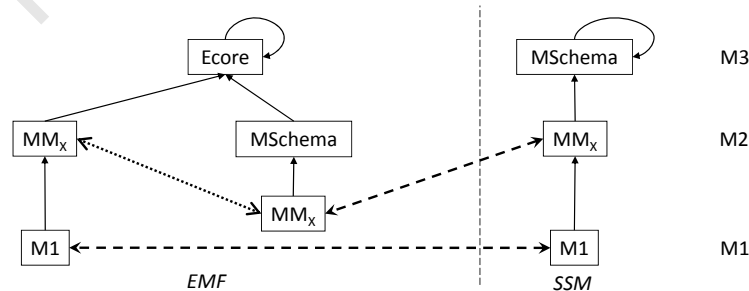 Ecore MSchema M3
MMX MSchema MMX M2
MMX
M1 M1 M1
EMF SSM